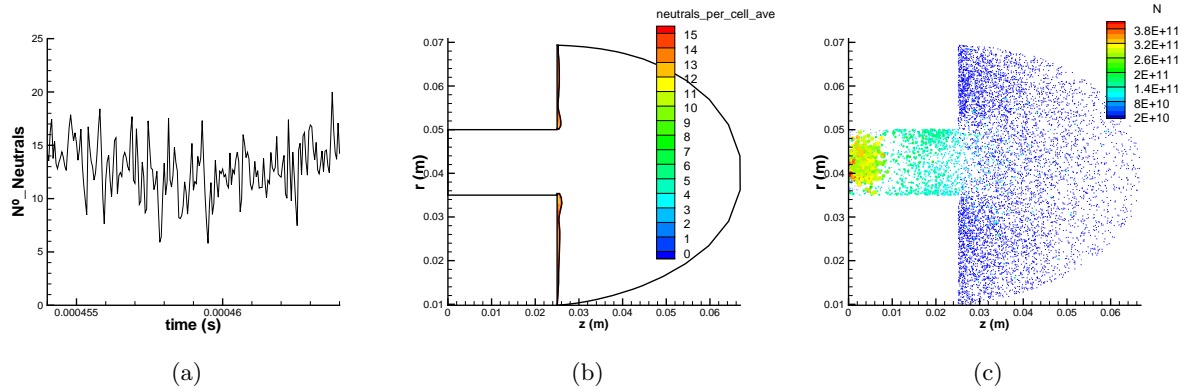 25
20
15
10
5
0
Nº_Neutrals
0.000455
0.00046
time (s)
(a)
neutrals_per_cell_ave
15
14
13
12
11
10
9
8
7
6
5
4
3
2
1
0
0.07
0.06
0.05
0.04
0.03
0.02
0.01
r (m)
0
0.01
0.02
0.03
0.04
0.05
0.06
z (m)
(b)
N
3.8E+11
3.2E+11
2.6E+11
2E+11
1.4E+11
8E+10
2E+10
0.07
0.06
0.05
0.04
0.03
0.02
0.01
r (m)
0
0.01
0.02
0.03
0.04
0.05
0.06
z (m)
(c)